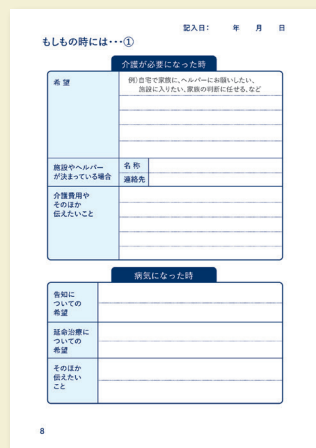 記入日： 年 月 日
もしもの時には・・・①
介護が必要になった時
希望
例）自宅で家族に、ヘルパーにお願いしたい、
施設に入りたい、家族の判断に任せる、など
施設やヘルパー
が決まっている場合
名称
連絡先
介護費用や
そのほか
伝えたいこと
病気になった時
告知に
ついての
希望
延命治療に
ついての
希望
そのほか
伝えたい
こと
8